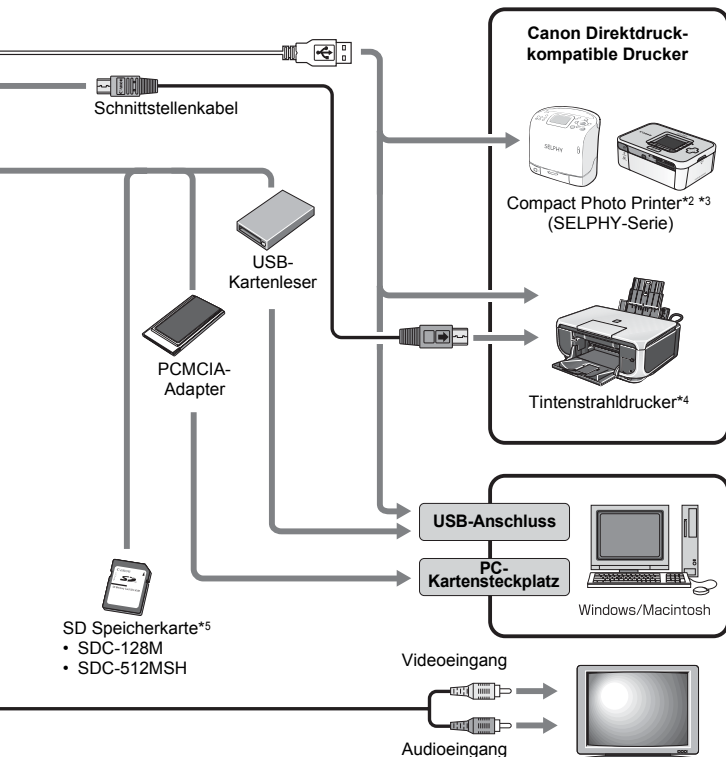 Canon Direktdruck-
kompatible Drucker
Schnittstellenkabel
SELPHY
Compact Photo Printer*2 *3
(SELPHY-Serie)
USB-
Kartenleser
PCMCIA-
Adapter
Tintenstrahldrucker*4
USB-Anschluss
PC-
Kartensteckplatz
Windows/Macintosh
SD Speicherkarte*5
• SDC-128M
• SDC-512MSH
Videoeingang
Audioeingang